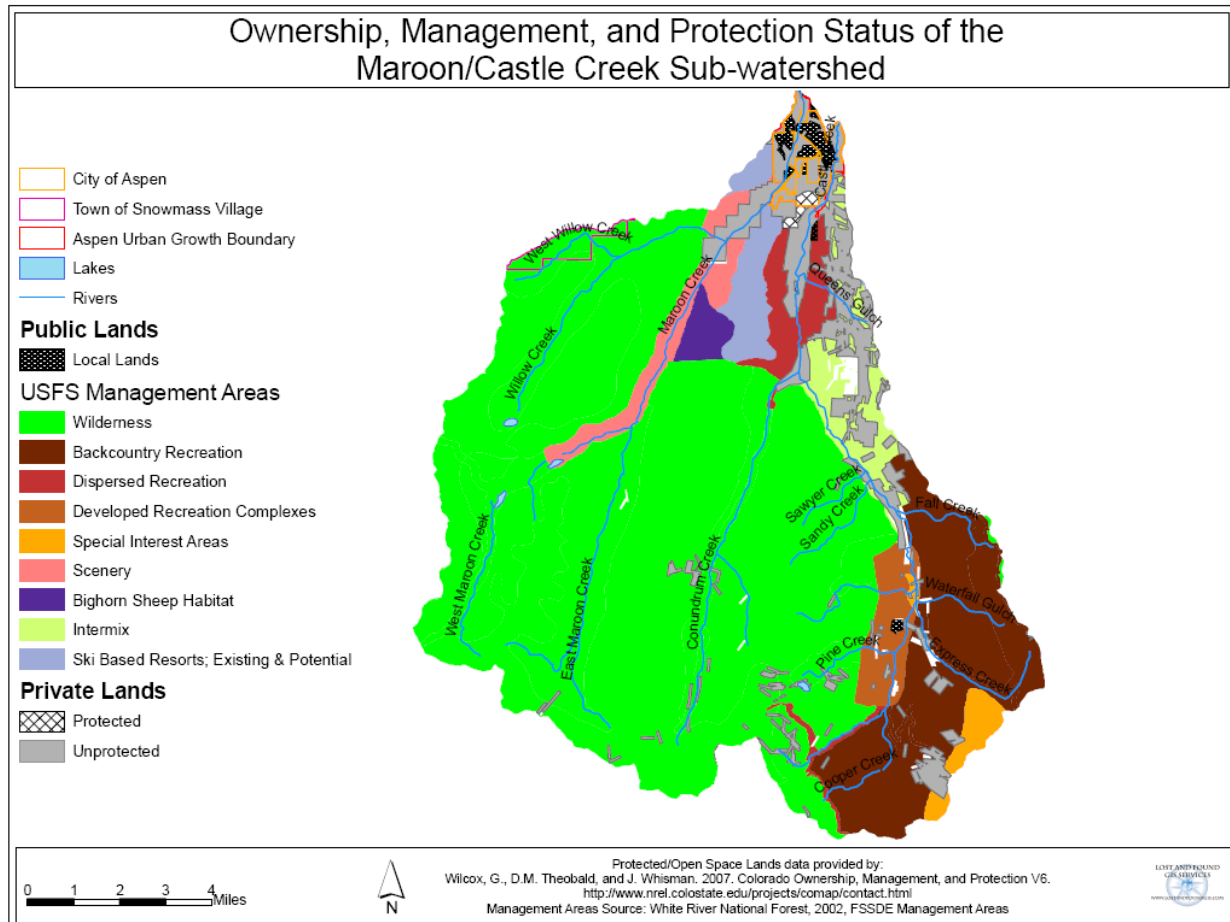 Ownership, Management, and Protection Status of the
Maroon/Castle Creek Sub-watershed
City of Aspen
Town of Snowmass Village
Aspen Urban Growth Boundary
Lakes
Rivers
Public Lands
Local Lands
USFS Management Areas
Wilderness
Backcountry Recreation
Dispersed Recreation
Developed Recreation Complexes
Special Interest Areas
Scenery
Bighorn Sheep Habitat
Intermix
Ski Based Resorts; Existing & Potential
Private Lands
Protected
Unprotected
West Willow Creek
Willow Creek
Maroon Creek
Queens Gulch
Sawyer Creek
Sandy Creek
Fall Creek
West Maroon Creek
East Maroon Creek
Conundrum Creek
Waterfall Gulch
Pine Creek
Express Creek
Cooper Creek
0 1 2 3 4
Miles
N
Protected/Open Space Lands data provided by:
Wilcox, G., D.M. Theobald, and J. Whisman. 2007. Colorado Ownership, Management, and Protection V6.
http://www.nrel.colostate.edu/projects/comap/contact.html
Management Areas Source: White River National Forest, 2002, FSSDE Management Areas
LOST AND FOUND
GIS SERVICES